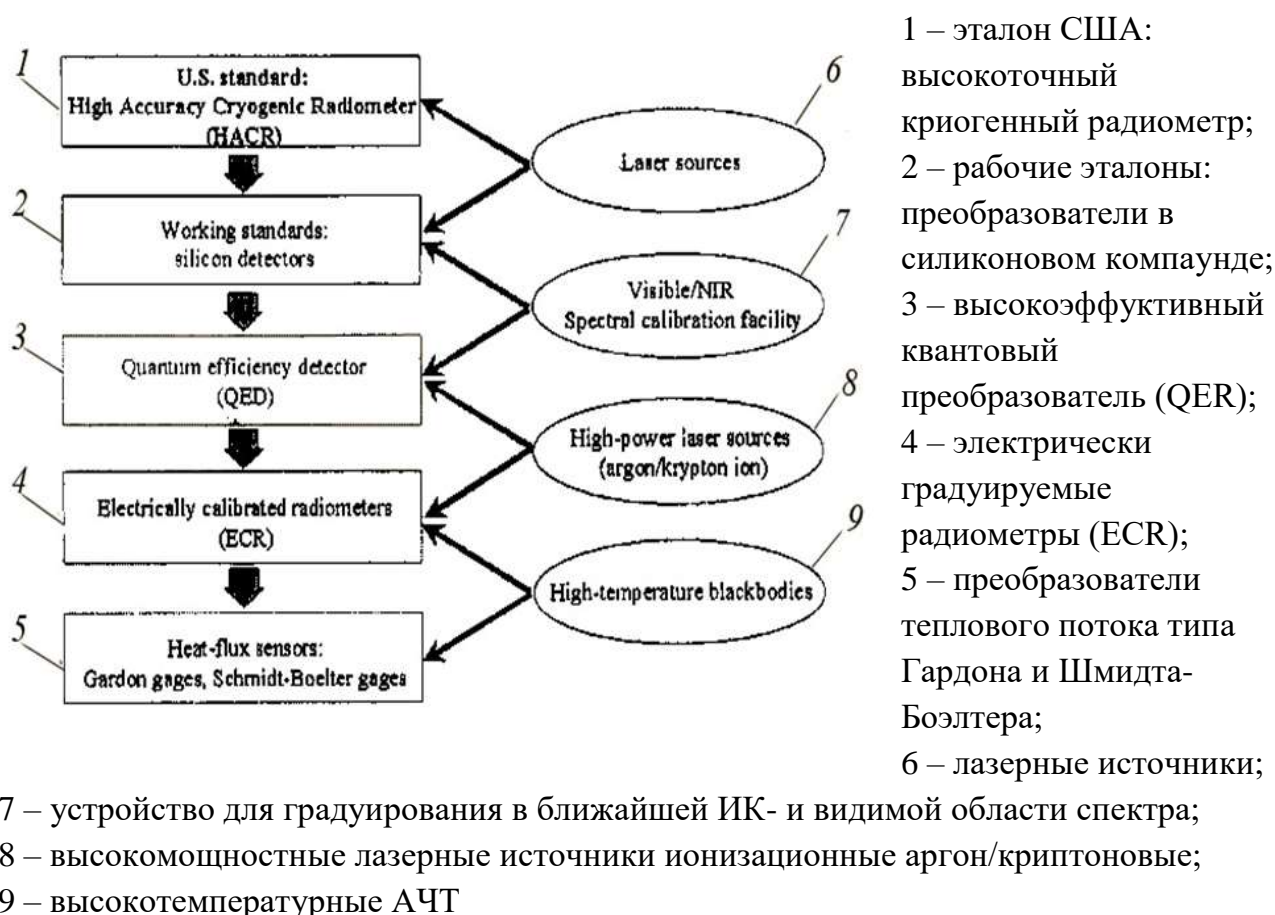 1
U.S. standard:
High Accuracy Cryogenic Radiometer
(HACR)
2
Working standards:
silicon detectors
3
Quantum efficiency detector
(QED)
4
Electrically calibrated radiometers
(ECR)
5
Heat-flux sensors:
Gardon gages, Schmidt-Boelter gages
6
Laser sources
7
Visible/NIR
Spectral calibration facility
8
High-power laser sources
(argon/krypton ion)
9
High-temperature blackbodies
1 – эталон США:
высокоточный
криогенный радиометр;
2 – рабочие эталоны:
преобразователи в
силиконовом компаунде;
3 – высокоэффуктивный
квантовый
преобразователь (QER);
4 – электрически
градуируемые
радиометры (ECR);
5 – преобразователи
теплового потока типа
Гардона и Шмидта-
Боэлтера;
6 – лазерные источники;
7 – устройство для градуирования в ближайшей ИК- и видимой области спектра;
8 – высокомощностные лазерные источники ионизационные аргон/криптоновые;
9 – высокотемпературные АЧТ